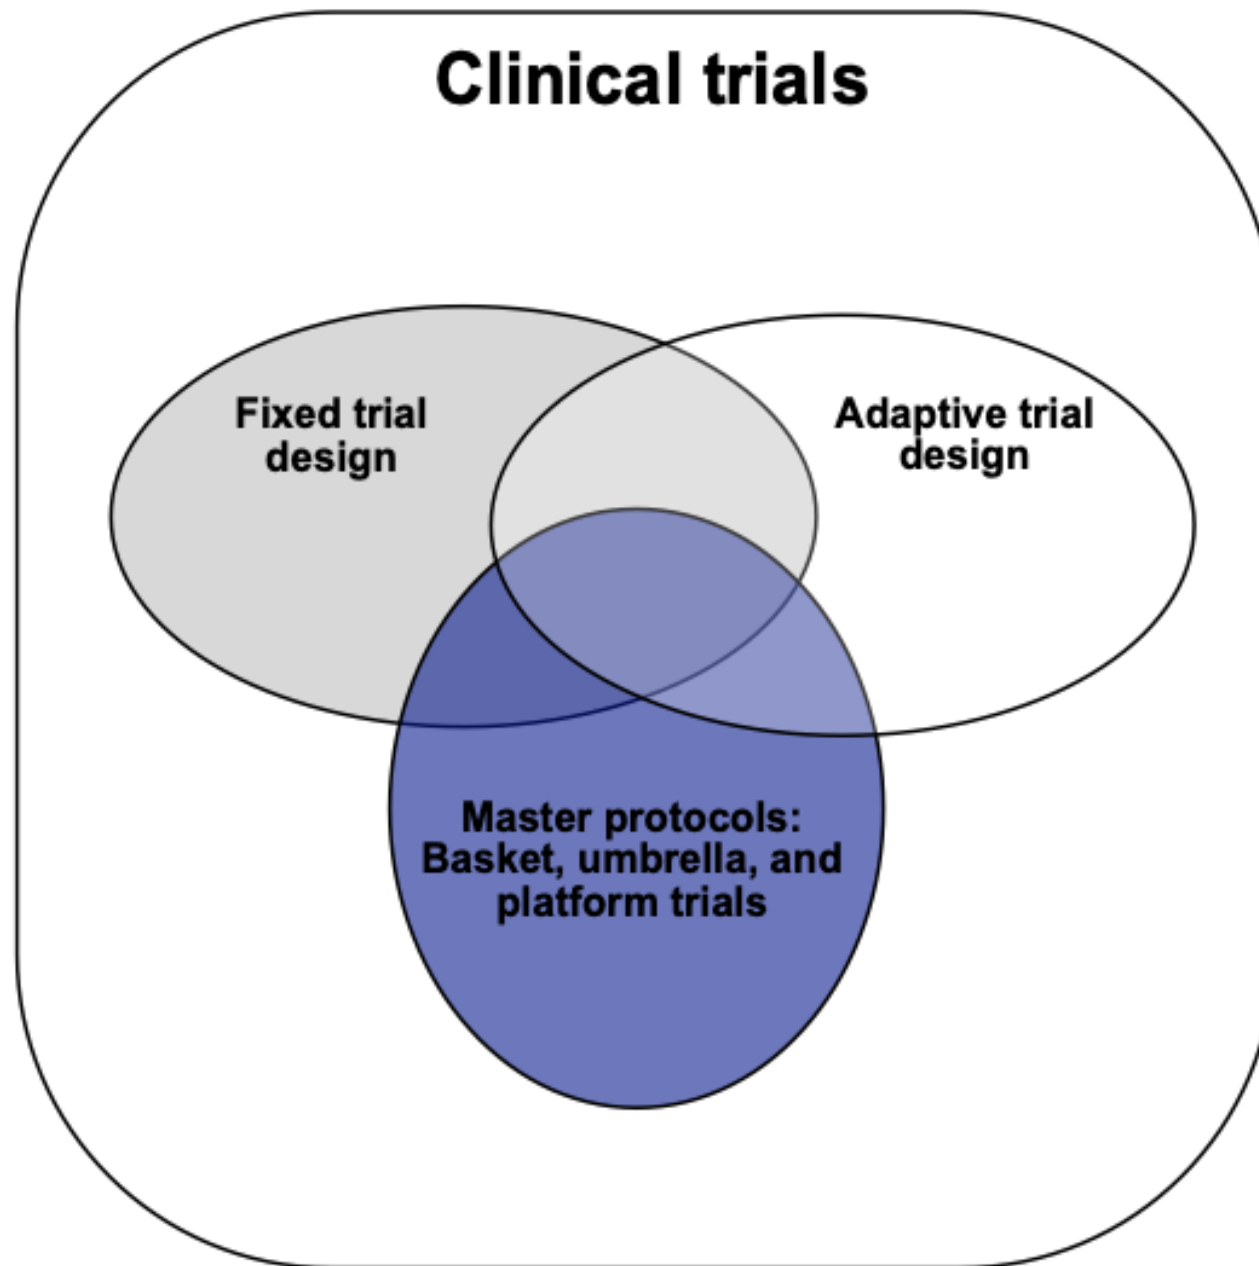 Clinical trials
Fixed trial
design
Adaptive trial
design
Master protocols:
Basket, umbrella, and
platform trials